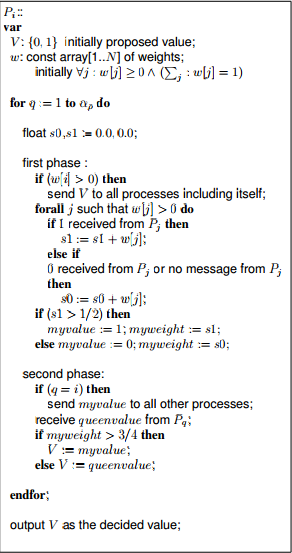 P_i::
var
V: {0, 1} initially proposed value;
w: const array[1..N] of weights;
initially ∀j : w[j] ≥ 0 ∧ (∑_j : w[j] = 1)
for q := 1 to α_p do
float s0,s1 := 0.0, 0.0;
first phase :
if (w[i] > 0) then
send V to all processes including itself;
forall j such that w[j] > 0 do
if 1 received from P_j then
s1 := s1 + w[j];
else if
0 received from P_j or no message from P_j
then
s0 := s0 + w[j];
if (s1 > 1/2) then
myvalue := 1; myweight := s1;
else myvalue := 0; myweight := s0;
second phase:
if (q = i) then
send myvalue to all other processes;
receive queenvalue from P_q;
if myweight > 3/4 then
V := myvalue;
else V := queenvalue;
endfor;
output V as the decided value;